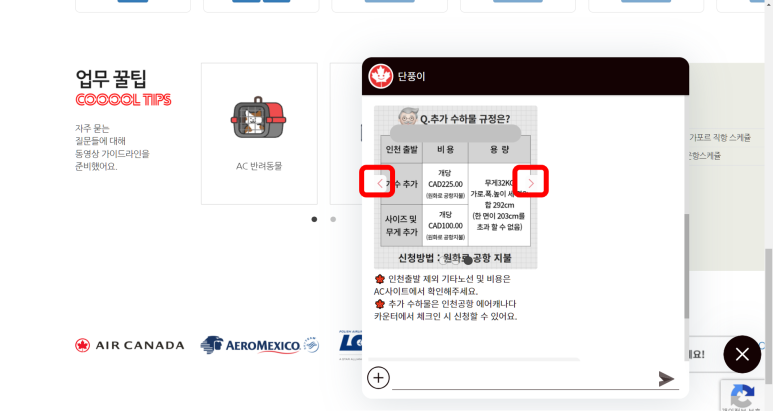 업무 꿀팁
COOOOL TIPS
자주 묻는
질문들에 대해
동영상 가이드라인을
준비했어요.
AC 반려동물
단풍이
Q.추가 수하물 규정은?
인천 출발 비 용 용 량
수 추가
개당
CAD225.00
(원화로 공항지불)
무게32KG
가로.폭.높이 세
합 292cm
(한 면이 203cm를
초과 할 수 없음)
사이즈 및
무게 추가
개당
CAD100.00
(원화로 공항지불)
신청방법 : 원화로 공항 지불
인천출발 제외 기타노선 및 비용은
AC사이트에서 확인해주세요.
추가 수하물은 인천공항 에어캐나다
카운터에서 체크인 시 신청할 수 있어요.
가포르 직항 스케쥴
항스케쥴
AIR CANADA
AEROMEXICO
LO
요!